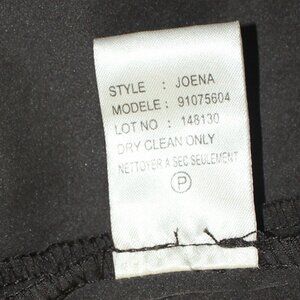 STYLE : JOENA
MODELE : 91075604
LOT NO : 148130
DRY CLEAN ONLY
NETTOYER A SEC SEULEMENT
P